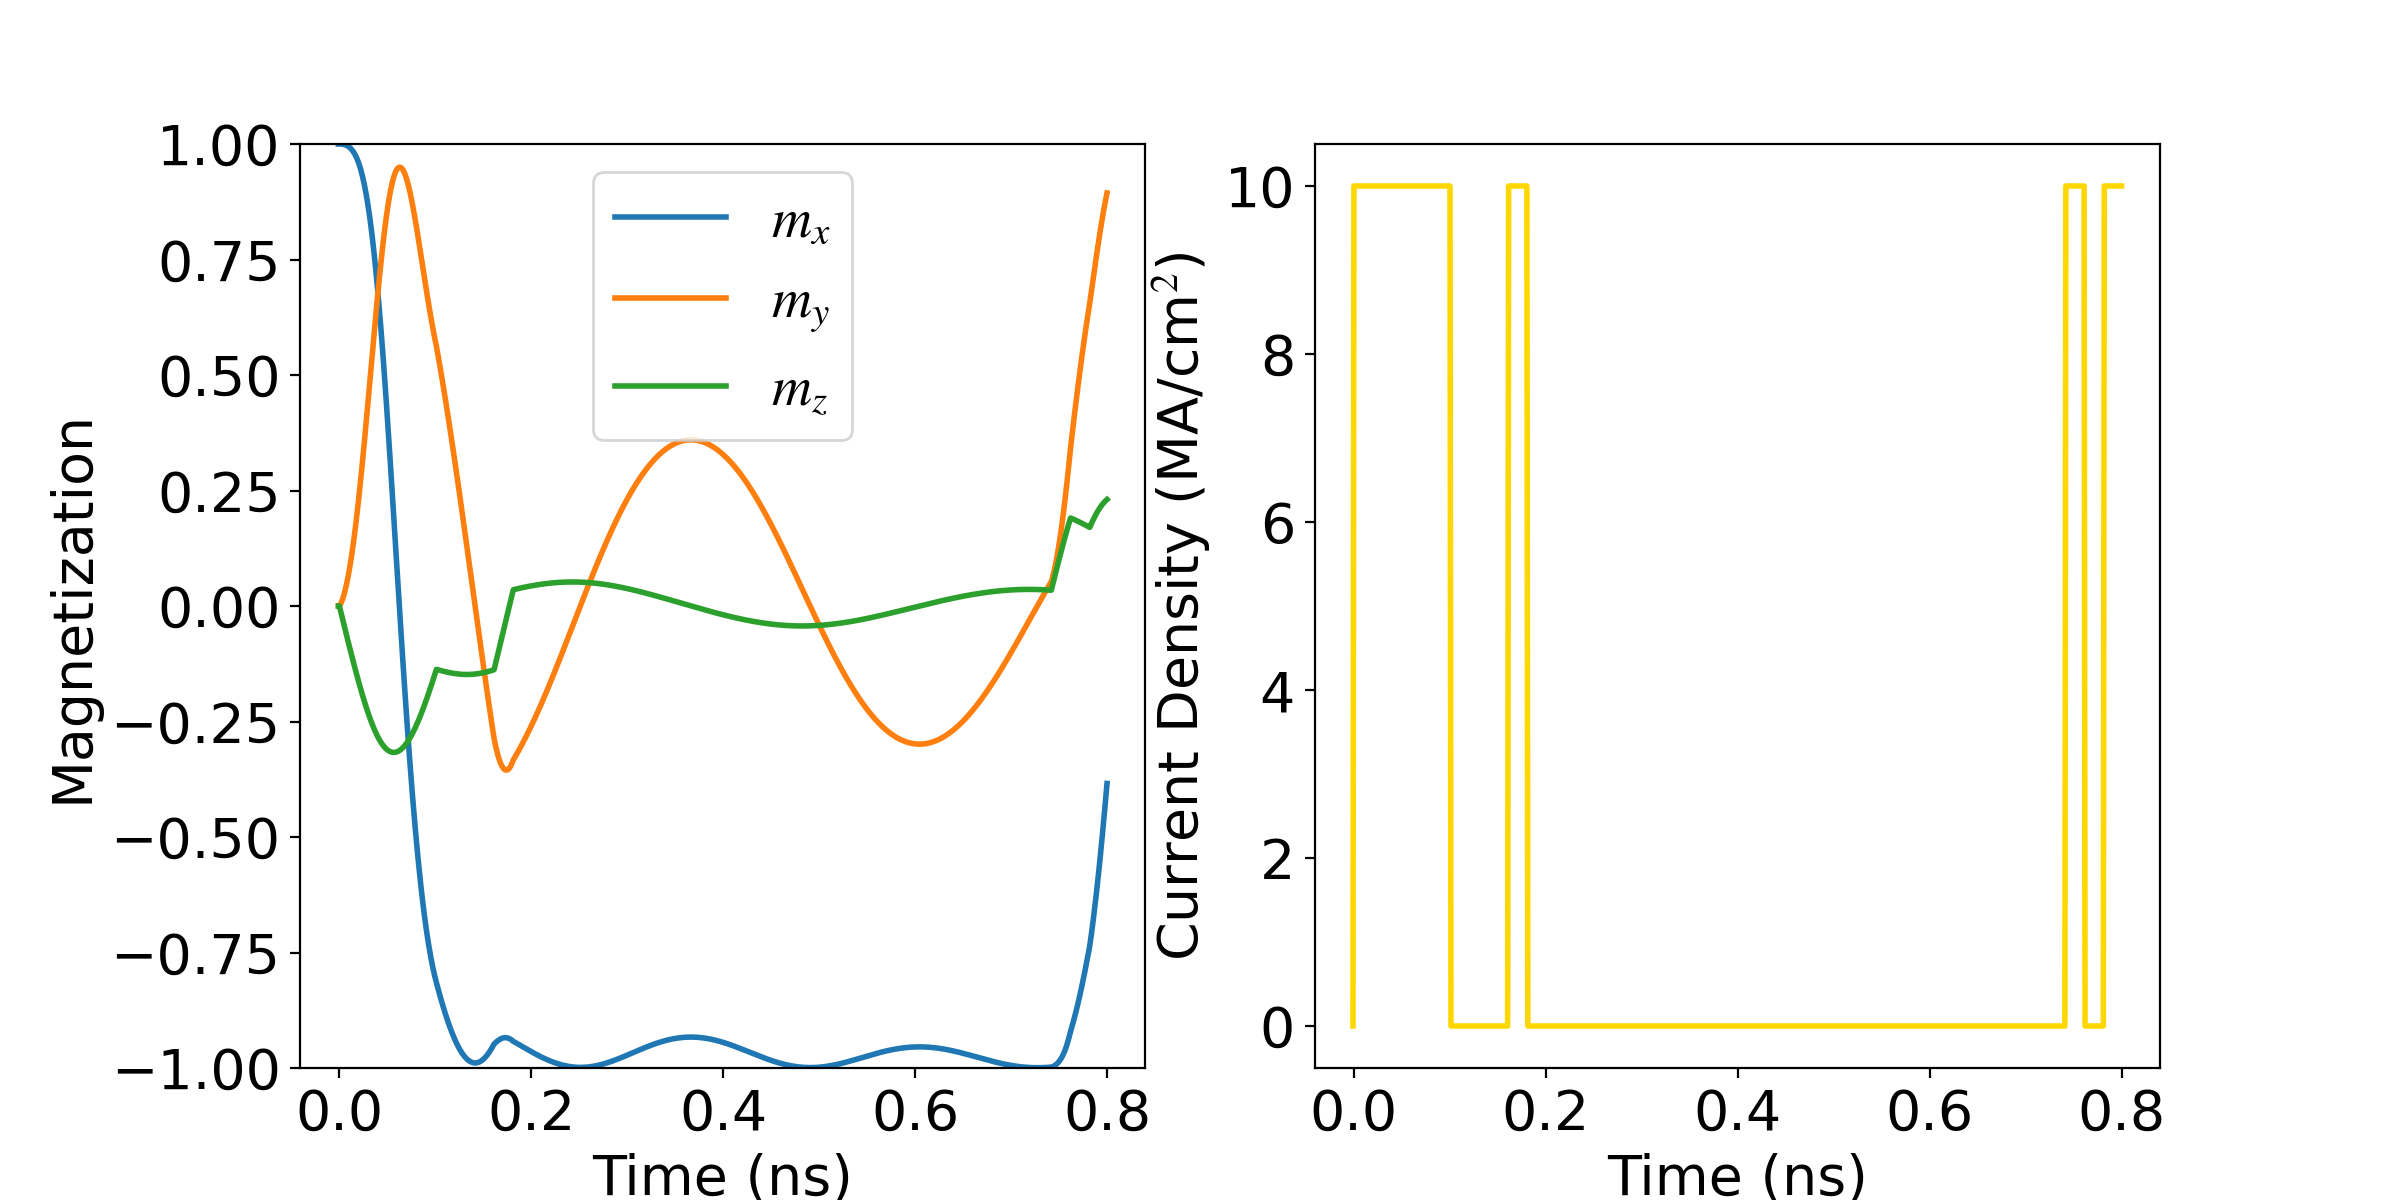 Magnetization
1.00
0.75
0.50
0.25
0.00
−0.25
−0.50
−0.75
−1.00
0.0 0.2 0.4 0.6 0.8
Time (ns)
m_x
m_y
m_z
Current Density (MA/cm²)
10
8
6
4
2
0
0.0 0.2 0.4 0.6 0.8
Time (ns)